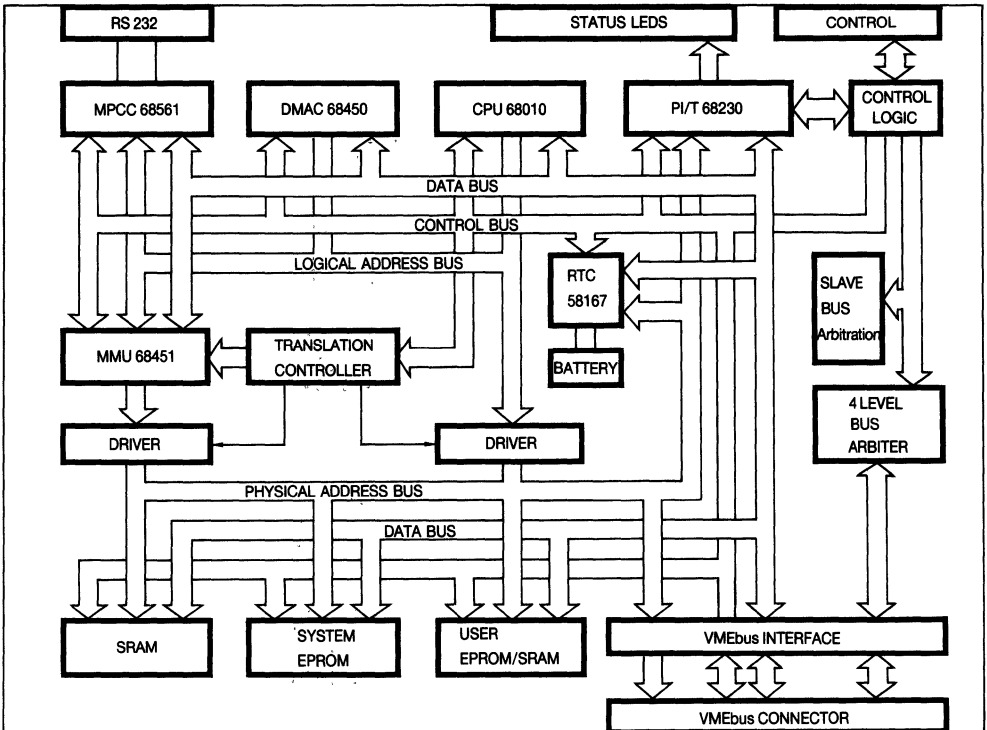 RS 232
STATUS LEDS
CONTROL
MPCC 68561
DMAC 68450
CPU 68010
PI/T 68230
CONTROL
LOGIC
DATA BUS
CONTROL BUS
LOGICAL ADDRESS BUS
RTC
58167
SLAVE
BUS
Arbitration
MMU 68451
TRANSLATION
CONTROLLER
BATTERY
4 LEVEL
BUS
ARBITER
DRIVER
DRIVER
PHYSICAL ADDRESS BUS
DATA BUS
SRAM
SYSTEM
EPROM
USER
EPROM/SRAM
VMEbus INTERFACE
VMEbus CONNECTOR